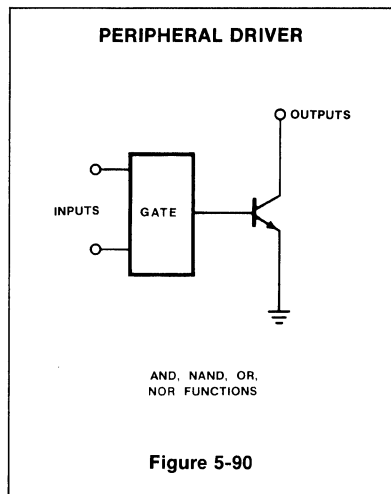 PERIPHERAL DRIVER
OUTPUTS
INPUTS
GATE
AND, NAND, OR,
NOR FUNCTIONS
Figure 5-90